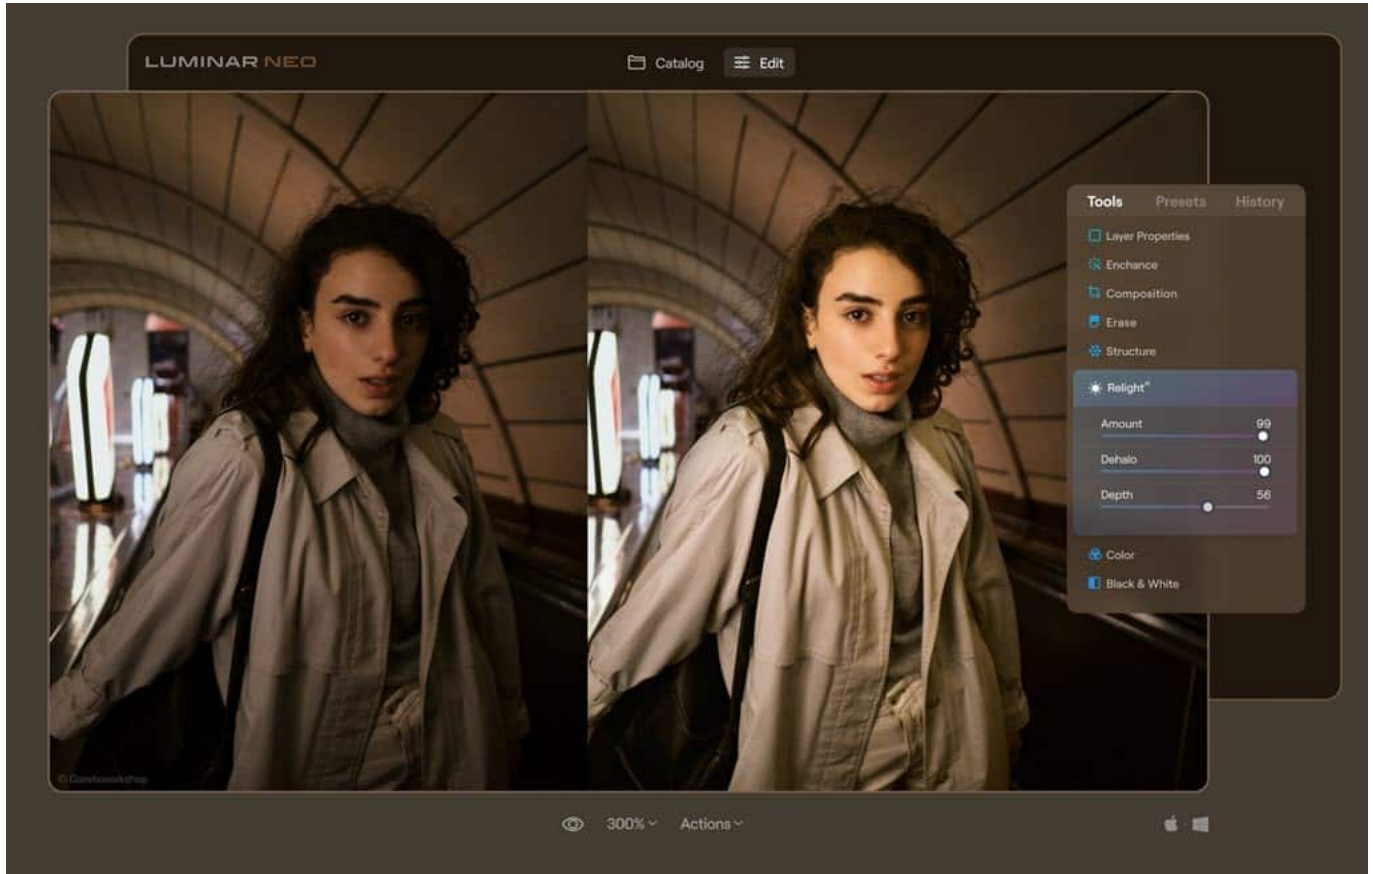 LUMINAR NEO
Catalog
Edit
Tools Presets History
Layer Properties
Enchance
Composition
Erase
Structure
Relight
Amount 99
Dehalo 100
Depth 56
Color
Black & White
300%
Actions